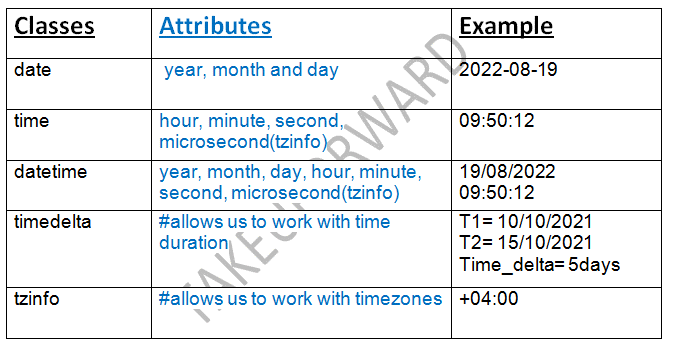 Classes Attributes Example
date year, month and day 2022-08-19
time hour, minute, second, 09:50:12
microsecond(tzinfo)
datetime year, month, day, hour, minute, 19/08/2022
second, microsecond(tzinfo) 09:50:12
timedelta #allows us to work with time T1= 10/10/2021
duration T2= 15/10/2021
Time_delta= 5days
tzinfo #allows us to work with timezones +04:00
TAKEUFORWARD